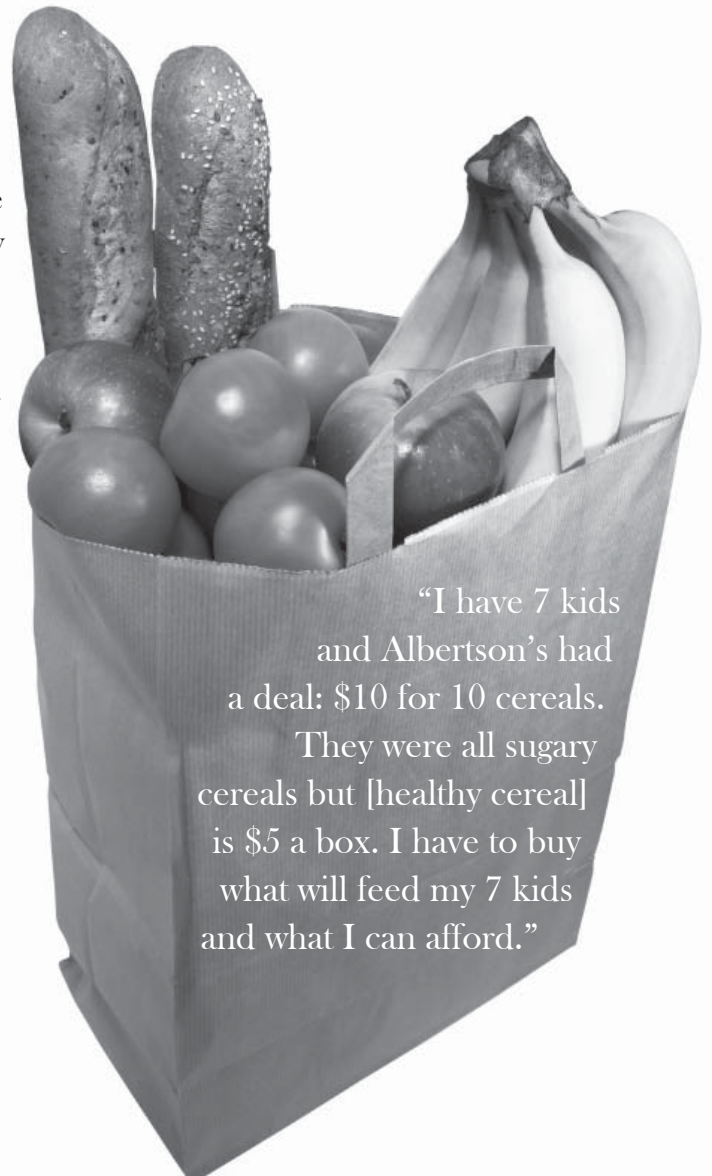 “I have 7 kids
and Albertson’s had
a deal: $10 for 10 cereals.
They were all sugary
cereals but [healthy cereal]
is $5 a box. I have to buy
what will feed my 7 kids
and what I can afford.”